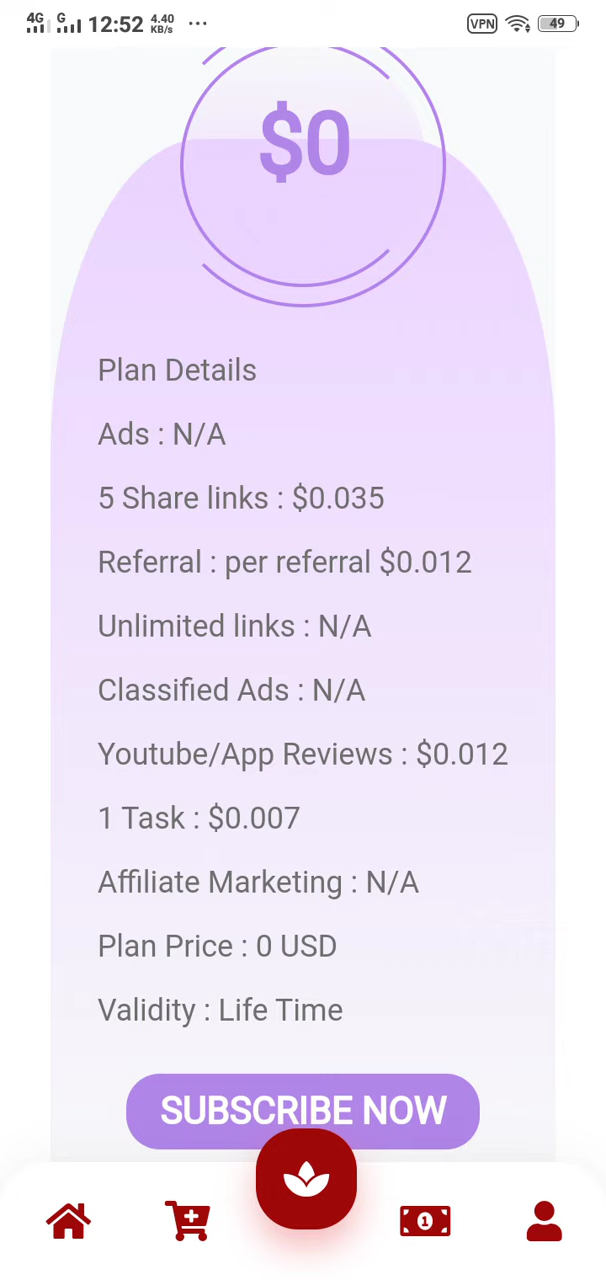 4G G 12:52 4.40 KB/s ... VPN 49
$0
Plan Details
Ads : N/A
5 Share links : $0.035
Referral : per referral $0.012
Unlimited links : N/A
Classified Ads : N/A
Youtube/App Reviews : $0.012
1 Task : $0.007
Affiliate Marketing : N/A
Plan Price : 0 USD
Validity : Life Time
SUBSCRIBE NOW
1